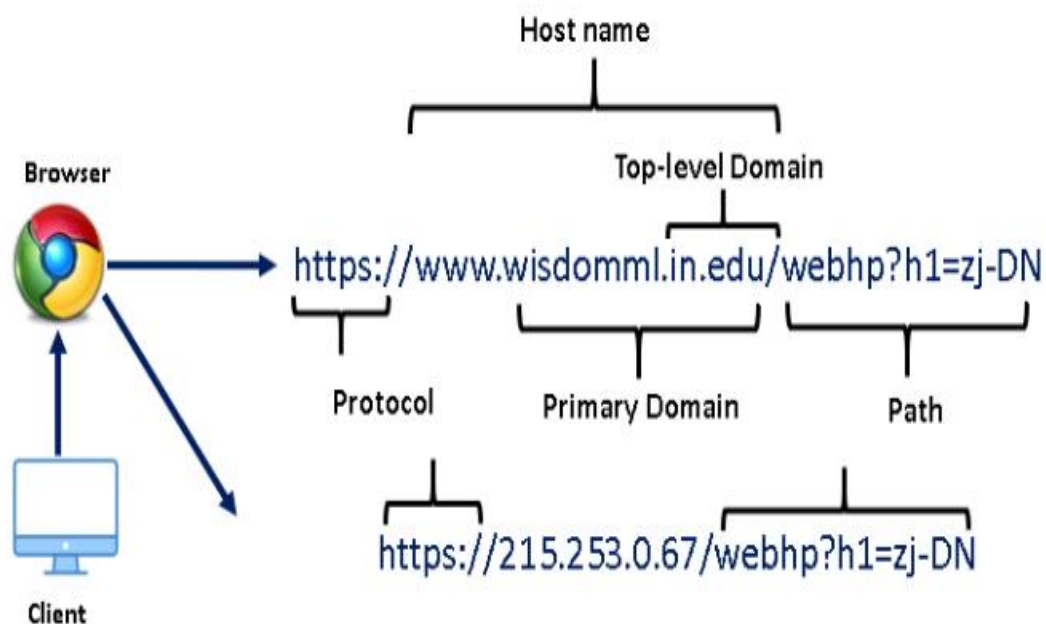 Host name
Top-level Domain
Browser
https://www.wisdomml.in.edu/webhp?h1=zj-DN
Protocol
Primary Domain
Path
https://215.253.0.67/webhp?h1=zj-DN
Client